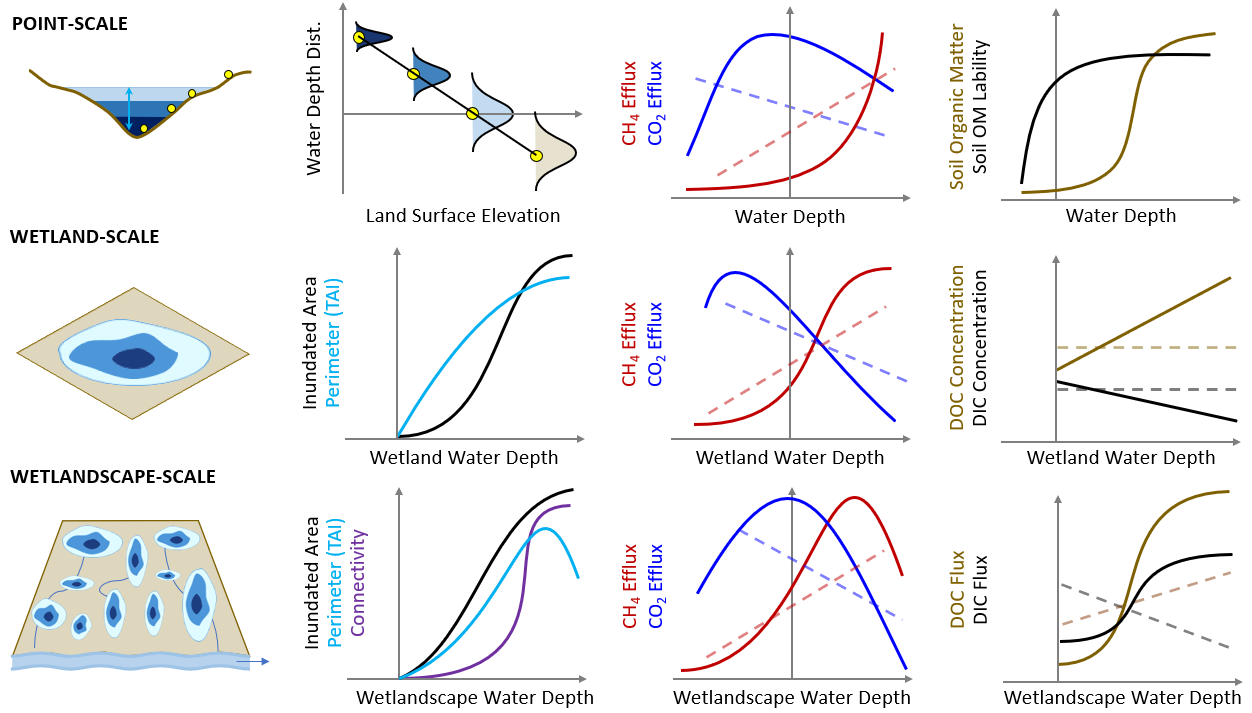 POINT-SCALE
Water Depth Dist.
Land Surface Elevation
CH4 Efflux
CO2 Efflux
Water Depth
Soil Organic Matter
Soil OM Lability
Water Depth
WETLAND-SCALE
Inundated Area
Perimeter (TAI)
Wetland Water Depth
CH4 Efflux
CO2 Efflux
Wetland Water Depth
DOC Concentration
DIC Concentration
Wetland Water Depth
WETLANDSCAPE-SCALE
Inundated Area
Perimeter (TAI)
Connectivity
Wetlandscape Water Depth
CH4 Efflux
CO2 Efflux
Wetlandscape Water Depth
DOC Flux
DIC Flux
Wetlandscape Water Depth